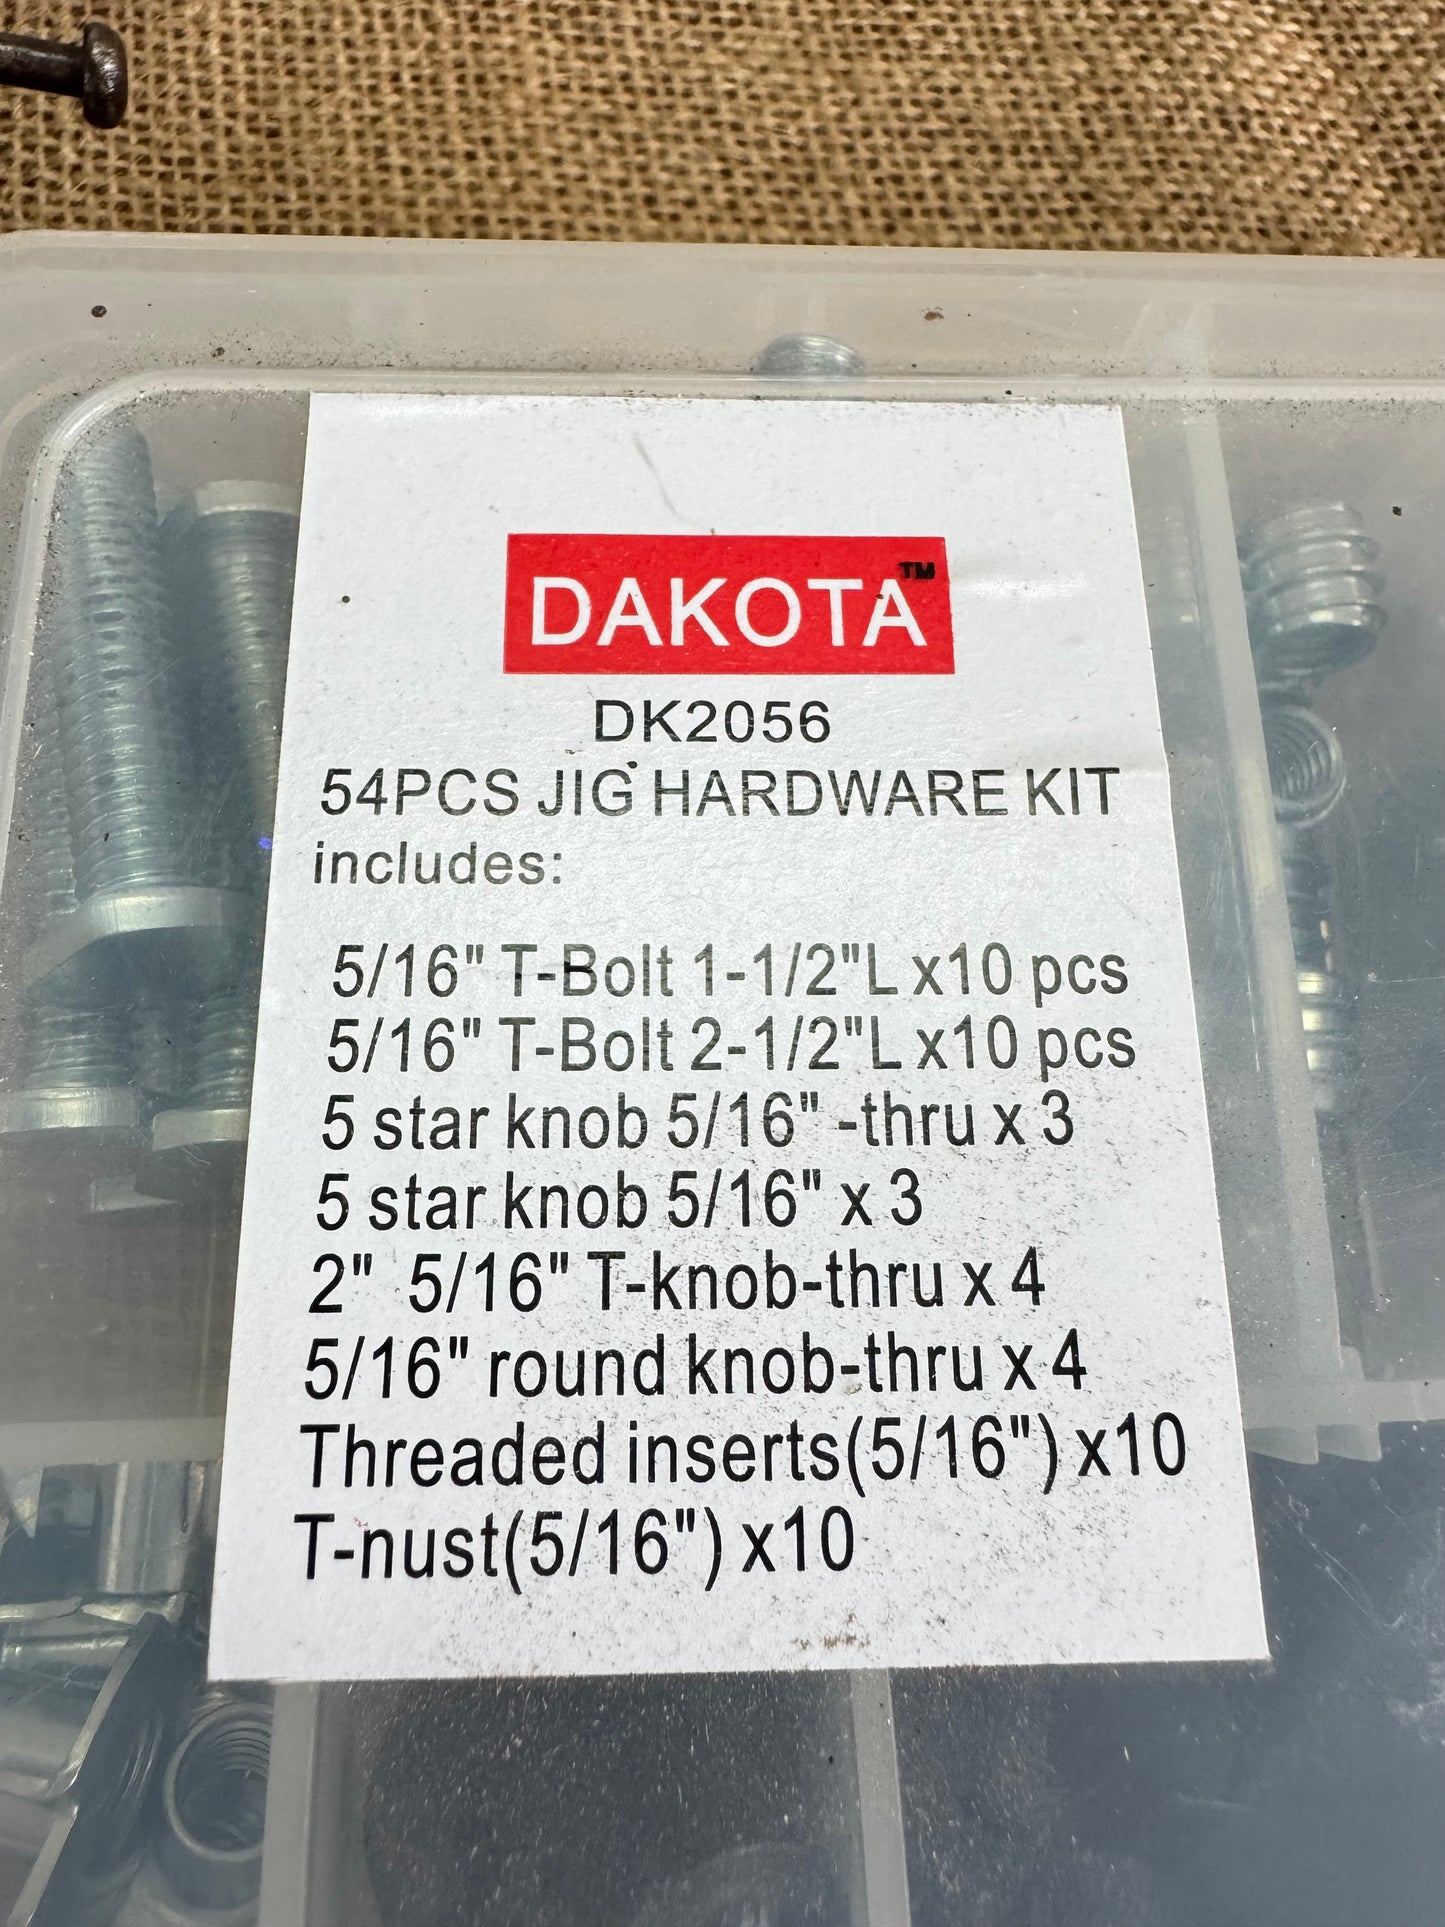 DAKOTA™
DK2056
54PCS JIG HARDWARE KIT
includes:
5/16" T-Bolt 1-1/2"L x10 pcs
5/16" T-Bolt 2-1/2"L x10 pcs
5 star knob 5/16" -thru x 3
5 star knob 5/16" x 3
2" 5/16" T-knob-thru x 4
5/16" round knob-thru x 4
Threaded inserts(5/16") x10
T-nust(5/16") x10